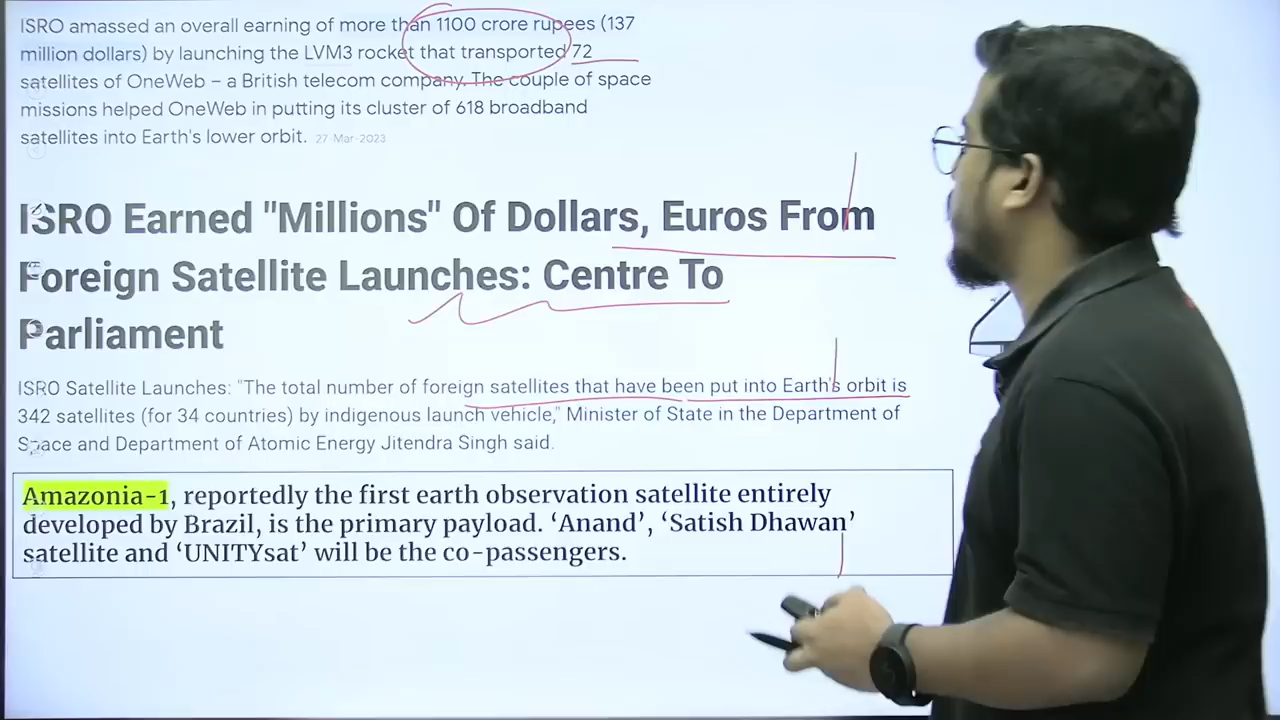 ISRO amassed an overall earning of more than 1100 crore rupees (137
million dollars) by launching the LVM3 rocket that transported 72
satellites of OneWeb – a British telecom company. The couple of space
missions helped OneWeb in putting its cluster of 618 broadband
satellites into Earth's lower orbit. 27-Mar-2023
ISRO Earned "Millions" Of Dollars, Euros From
Foreign Satellite Launches: Centre To
Parliament
ISRO Satellite Launches: "The total number of foreign satellites that have been put into Earth's orbit is
342 satellites (for 34 countries) by indigenous launch vehicle," Minister of State in the Department of
Space and Department of Atomic Energy Jitendra Singh said.
Amazonia-1, reportedly the first earth observation satellite entirely
developed by Brazil, is the primary payload. ‘Anand’, ‘Satish Dhawan’
satellite and ‘UNITYsat’ will be the co-passengers.